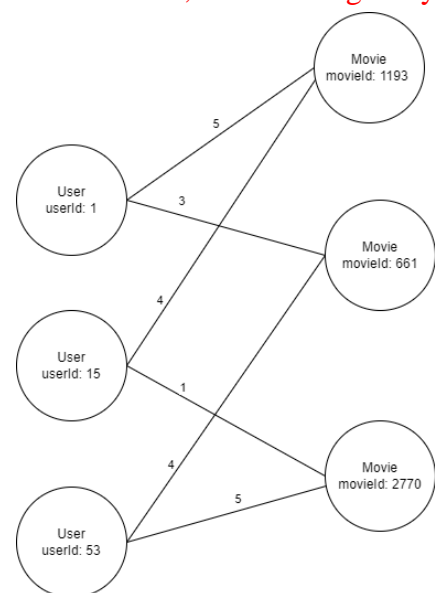 Movie
movieId: 1193
5
User
userId: 1
3
Movie
movieId: 661
4
User
userId: 15
1
4
Movie
movieId: 2770
5
User
userId: 53